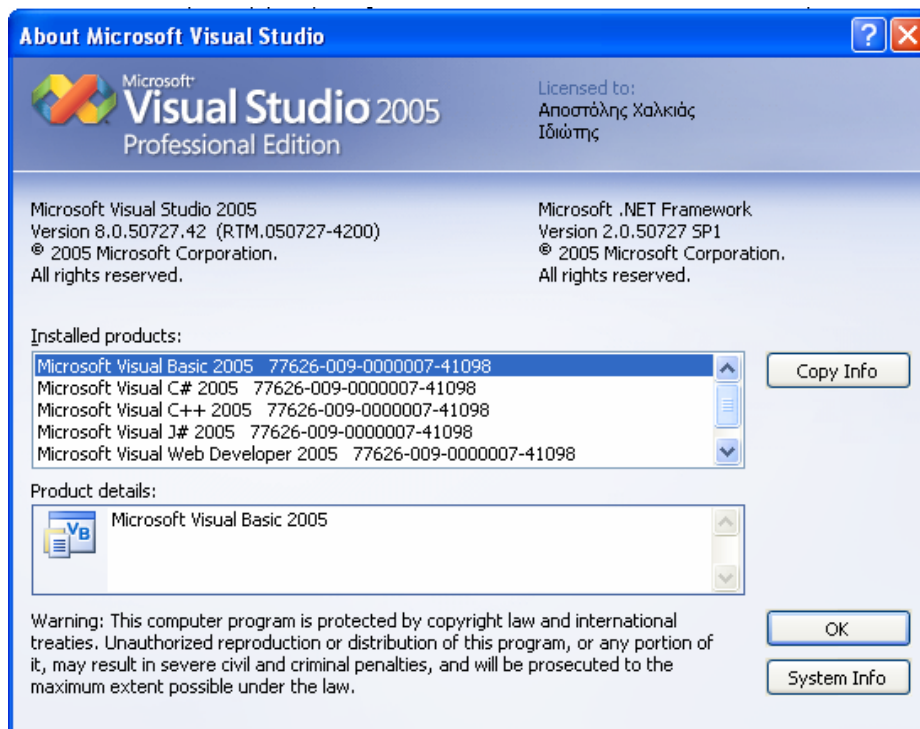 About Microsoft Visual Studio
Microsoft
Visual Studio 2005
Professional Edition
Licensed to:
Αποστόλης Χαλκιάς
Ιδιώτης
Microsoft Visual Studio 2005
Version 8.0.50727.42 (RTM.050727-4200)
© 2005 Microsoft Corporation.
All rights reserved.
Microsoft .NET Framework
Version 2.0.50727 SP1
© 2005 Microsoft Corporation.
All rights reserved.
Installed products:
Microsoft Visual Basic 2005 77626-009-0000007-41098
Microsoft Visual C# 2005 77626-009-0000007-41098
Microsoft Visual C++ 2005 77626-009-0000007-41098
Microsoft Visual J# 2005 77626-009-0000007-41098
Microsoft Visual Web Developer 2005 77626-009-0000007-41098
Copy Info
Product details:
VB
Microsoft Visual Basic 2005
Warning: This computer program is protected by copyright law and international
treaties. Unauthorized reproduction or distribution of this program, or any portion of
it, may result in severe civil and criminal penalties, and will be prosecuted to the
maximum extent possible under the law.
OK
System Info